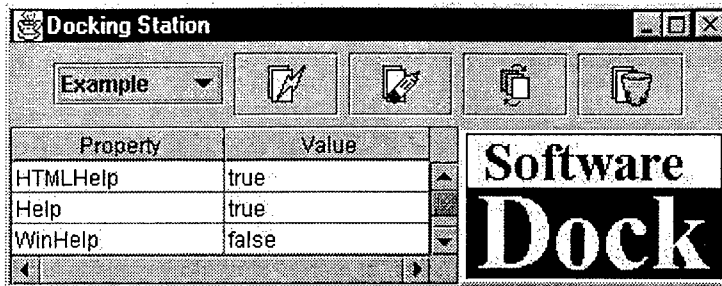 Docking Station
Example
Property Value
HTMLHelp true
Help true
WinHelp false
Software
Dock